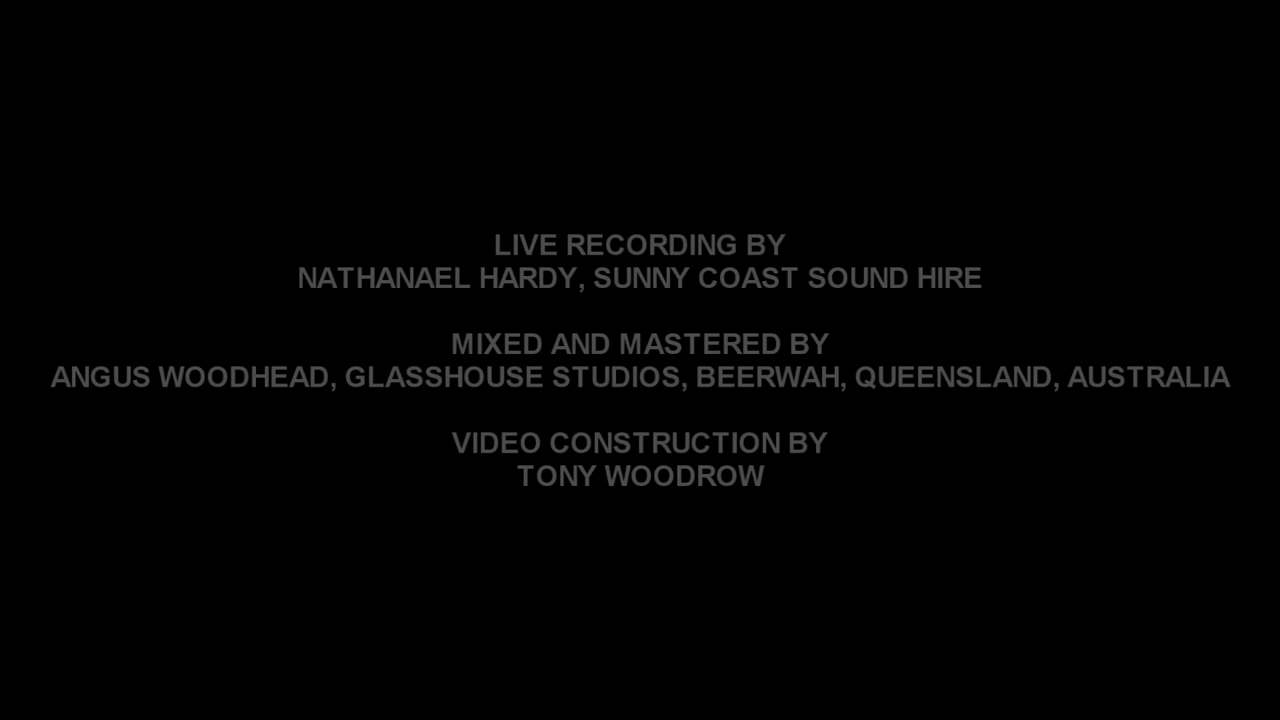 LIVE RECORDING BY
NATHANAEL HARDY, SUNNY COAST SOUND HIRE
MIXED AND MASTERED BY
ANGUS WOODHEAD, GLASSHOUSE STUDIOS, BEERWAH, QUEENSLAND, AUSTRALIA
VIDEO CONSTRUCTION BY
TONY WOODROW